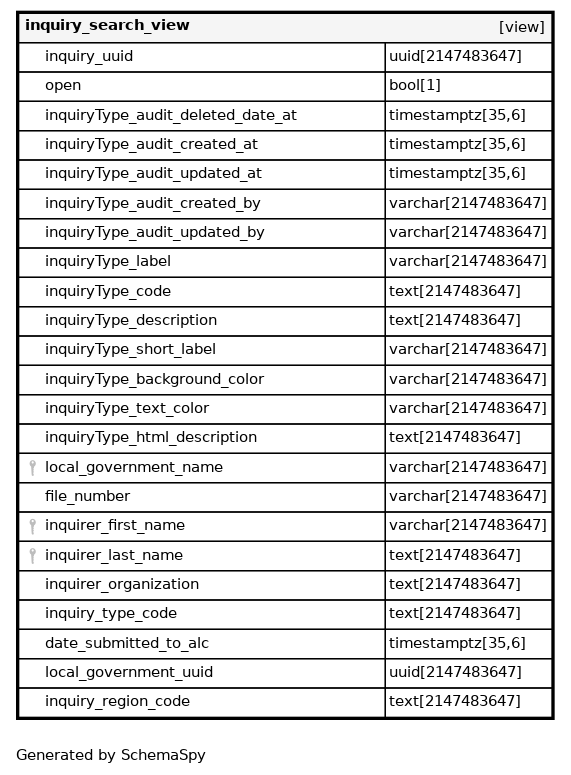 inquiry_search_view [view]
inquiry_uuid uuid[2147483647]
open bool[1]
inquiryType_audit_deleted_date_at timestamptz[35,6]
inquiryType_audit_created_at timestamptz[35,6]
inquiryType_audit_updated_at timestamptz[35,6]
inquiryType_audit_created_by varchar[2147483647]
inquiryType_audit_updated_by varchar[2147483647]
inquiryType_label varchar[2147483647]
inquiryType_code text[2147483647]
inquiryType_description text[2147483647]
inquiryType_short_label varchar[2147483647]
inquiryType_background_color varchar[2147483647]
inquiryType_text_color varchar[2147483647]
inquiryType_html_description text[2147483647]
local_government_name varchar[2147483647]
file_number varchar[2147483647]
inquirer_first_name varchar[2147483647]
inquirer_last_name text[2147483647]
inquirer_organization text[2147483647]
inquiry_type_code text[2147483647]
date_submitted_to_alc timestamptz[35,6]
local_government_uuid uuid[2147483647]
inquiry_region_code text[2147483647]
Generated by SchemaSpy